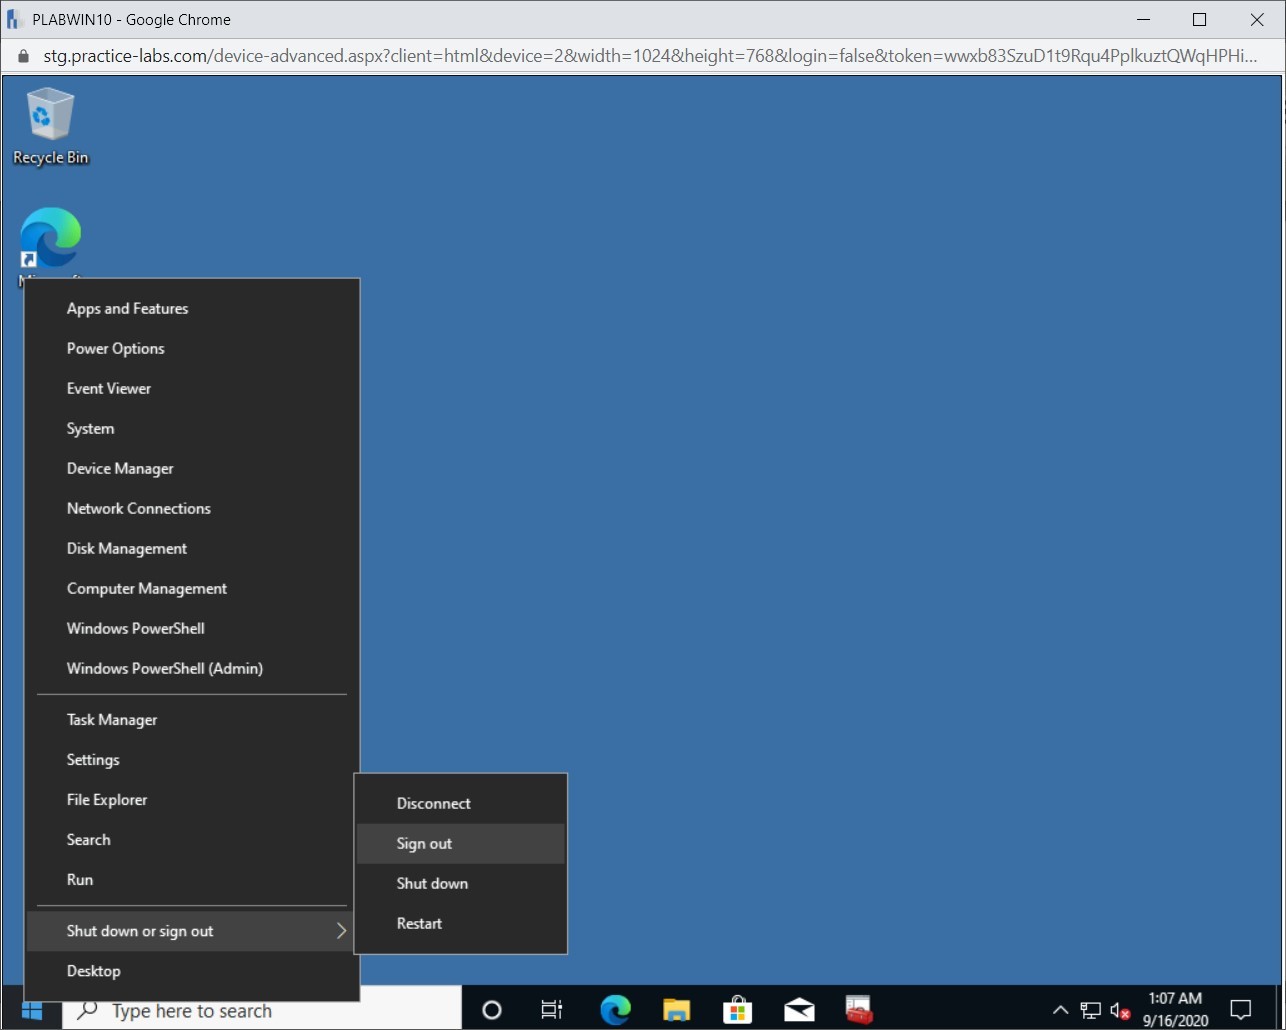 PLABWIN10 - Google Chrome
stg.practice-labs.com/device-advanced.aspx?client=html&device=2&width=1024&height=768&login=false&token=wwxb83SzuD1t9Rqu4PplkuztQWqHPHi...
Recycle Bin
Microsoft
Apps and Features
Power Options
Event Viewer
System
Device Manager
Network Connections
Disk Management
Computer Management
Windows PowerShell
Windows PowerShell (Admin)
Task Manager
Settings
File Explorer
Search
Run
Shut down or sign out
Desktop
Disconnect
Sign out
Shut down
Restart
Type here to search
1:07 AM
9/16/2020